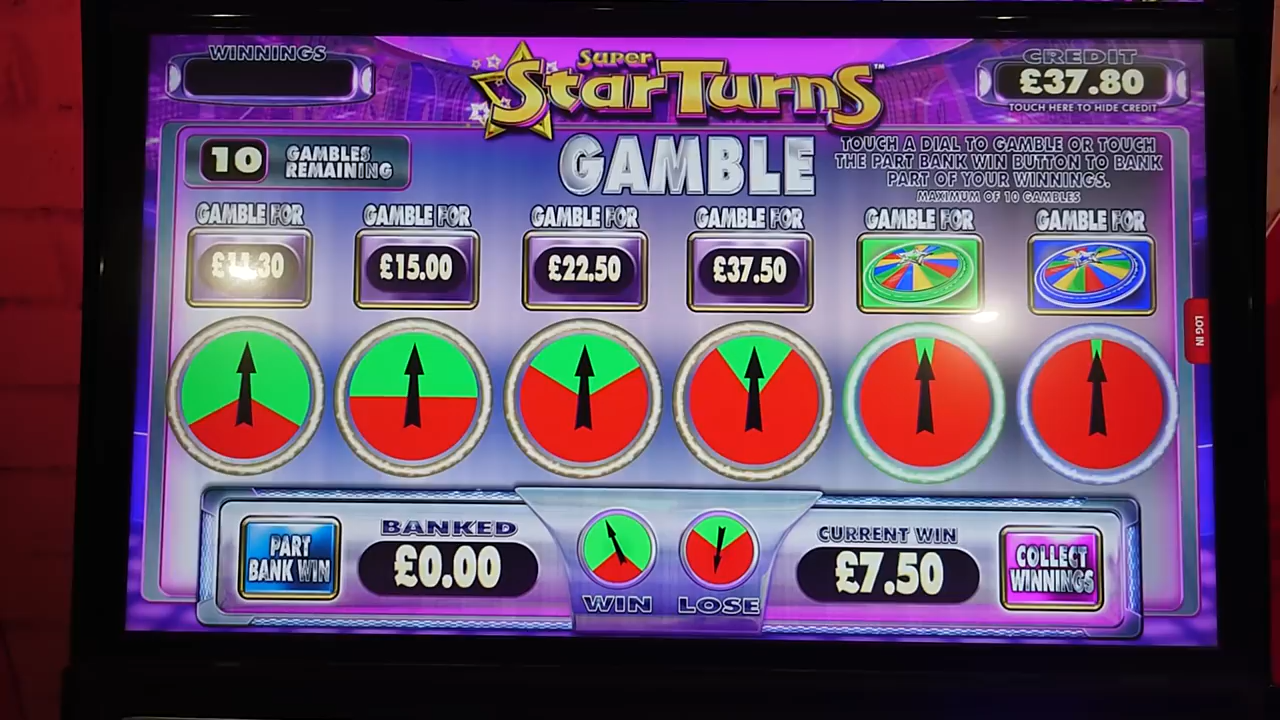 WINNINGS
SUPER
STARTURNS™
CREDIT
£37.80
TOUCH HERE TO HIDE CREDIT
10 GAMBLES
REMAINING
GAMBLE
TOUCH A DIAL TO GAMBLE OR TOUCH
THE PART BANK WIN BUTTON TO BANK
PART OF YOUR WINNINGS.
MAXIMUM OF 10 GAMBLES
GAMBLE FOR
GAMBLE FOR
GAMBLE FOR
GAMBLE FOR
GAMBLE FOR
GAMBLE FOR
£15.00
£22.50
£37.50
LOG IN
PART
BANK WIN
BANKED
£0.00
WIN
LOSE
CURRENT WIN
£7.50
COLLECT
WINNINGS